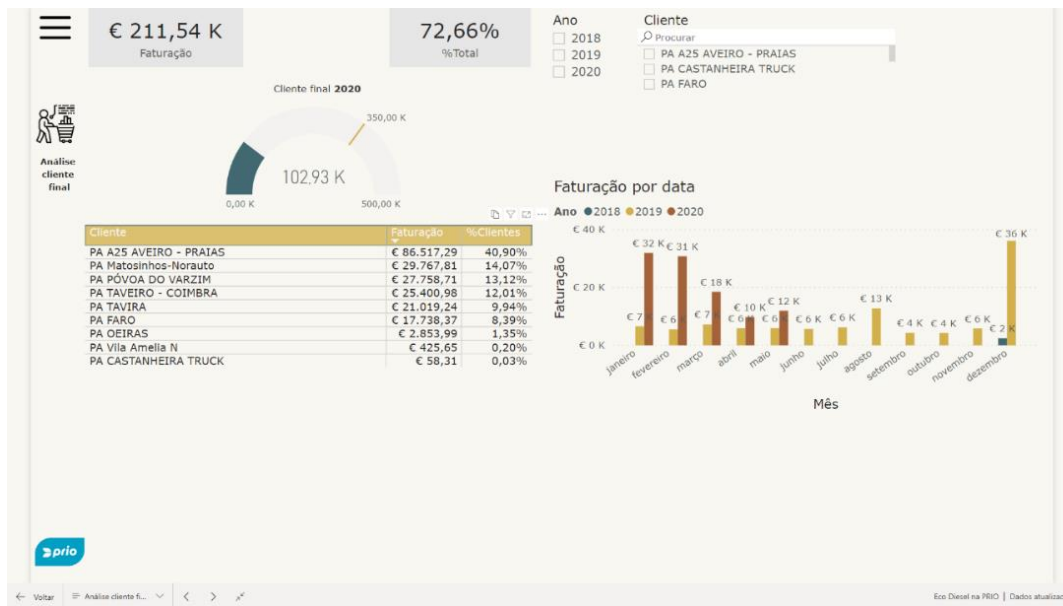 € 211,54 K
Faturação
72,66%
%Total
Ano
2018
2019
2020
Cliente
Procurar
PA A25 AVEIRO - PRAIAS
PA CASTANHEIRA TRUCK
PA FARO
Análise
cliente
final
Cliente final 2020
350,00 K
102,93 K
0,00 K
500,00 K
Cliente Faturação %Clientes
PA A25 AVEIRO - PRAIAS € 86.517,29 40,90%
PA Matosinhos-Norauto € 29.767,81 14,07%
PA PÓVOA DO VARZIM € 27.758,71 13,12%
PA TAVEIRO - COIMBRA € 25.400,98 12,01%
PA TAVIRA € 21.019,24 9,94%
PA FARO € 17.738,37 8,39%
PA OEIRAS € 2.853,99 1,35%
PA Vila Amelia N € 425,65 0,20%
PA CASTANHEIRA TRUCK € 58,31 0,03%
Faturação por data
Ano 2018 2019 2020
Faturação
€ 40 K
€ 20 K
€ 0 K
€ 32 K € 31 K € 18 K € 10 K € 12 K € 13 K € 36 K
€ 7 € 6 € 7 € 6 € 6 € 6 K € 6 K € 4 K € 4 K € 6 K € 2 K
janeiro fevereiro março abril maio junho julho agosto setembro outubro novembro dezembro
Mês
prio
Voltar
Análise cliente fi...
Eco Diesel na PRIO | Dados